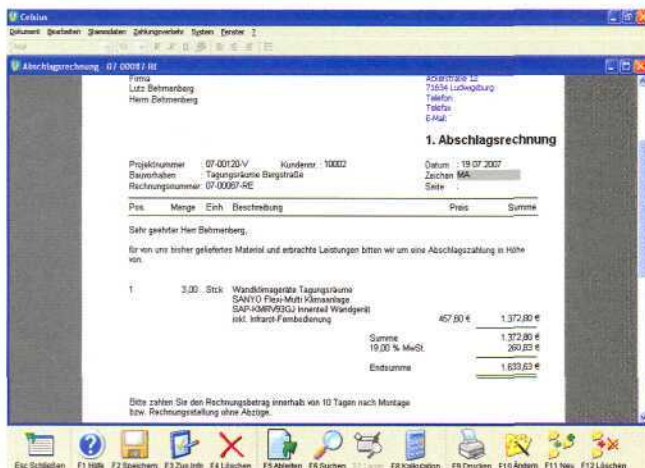 Celsius
Dokument Bearbeiten Stammdaten Zahlungsverkehr System Fenster ?
Abschlagsrechnung - 07-00087-RE
Firma
Lutz Behmenberg
Herrn Behmenberg
Ackerstraße 12
71634 Ludwigsburg
Telefon
Telefax
E-Mail:
1. Abschlagsrechnung
Projektnummer : 07-00120-V Kundennr. : 10002 Datum : 19.07.2007
Bauvorhaben : Tagungsräume Bergstraße Zeichen MA
Rechnungsnummer: 07-00087-RE Seite :
Pos. Menge Einh Beschreibung Preis Summe
Sehr geehrter Herr Behmenberg,
für von uns bisher geliefertes Material und erbrachte Leistungen bitten wir um eine Abschlagszahlung in Höhe
von.
1 3,00 Stck Wandklimageräte Tagungsräume
SANYO Flexi-Multi Klimaanlage
SAP-KMRV93GJ Innenteil Wandgerät
inkl. Infrarot-Fernbedienung 457,60 € 1.372,80 €
Summe 1.372,80 €
19,00 % MwSt. 260,83 €
Endsumme 1.633,63 €
Bitte zahlen Sie den Rechnungsbetrag innerhalb von 10 Tagen nach Montage
bzw. Rechnungsstellung ohne Abzüge.
Esc Schließen F1 Hilfe F2 Speichern F3 Zus.Info F4 Löschen F5 Ableiten F6 Suchen F7 Lager F8 Kalkulation F9 Drucken F10 Ändern F11 Neu F12 Löschen